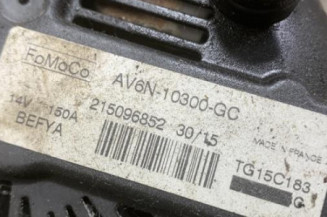 FoMoCo
AV6N-10300-GC
14V 150A 215096852 30/15
BEFYA
MADE IN FRANCE
TG15C183
G